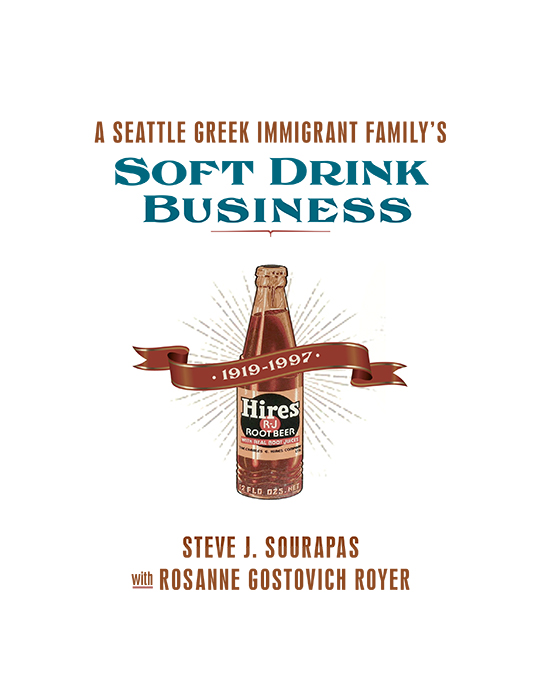 A SEATTLE GREEK IMMIGRANT FAMILY'S
SOFT DRINK
BUSINESS
· 1919-1997 ·
Hires
R-J
ROOT BEER
WITH REAL ROOT JUICES
12 FLD OZS. NET
STEVE J. SOURAPAS
with ROSANNE GOSTOVICH ROYER